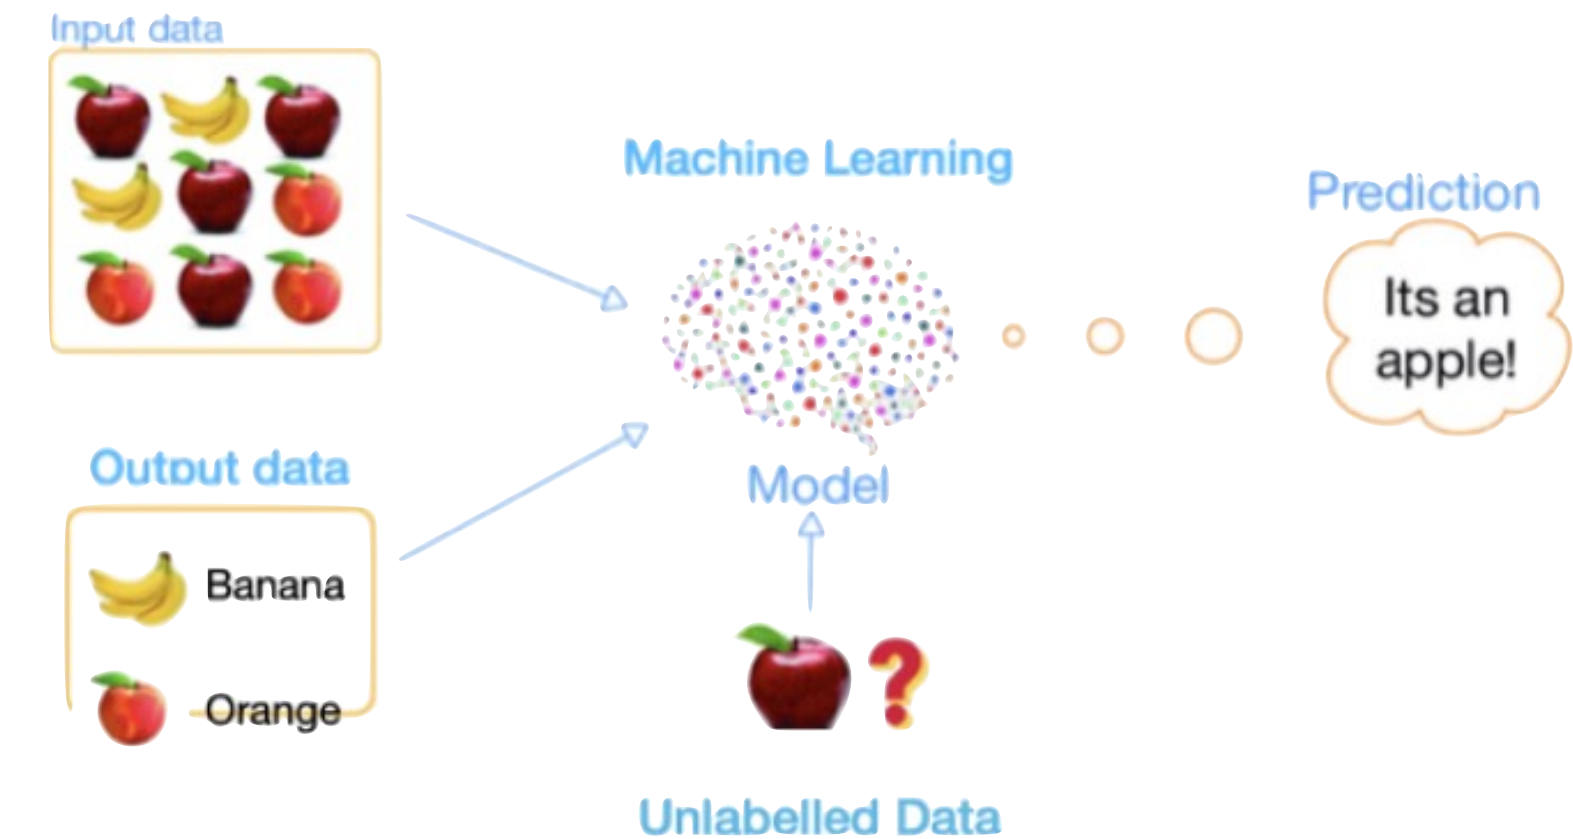 Input data
Machine Learning
Prediction
Its an
apple!
Output data
Model
Banana
Orange
Unlabelled Data